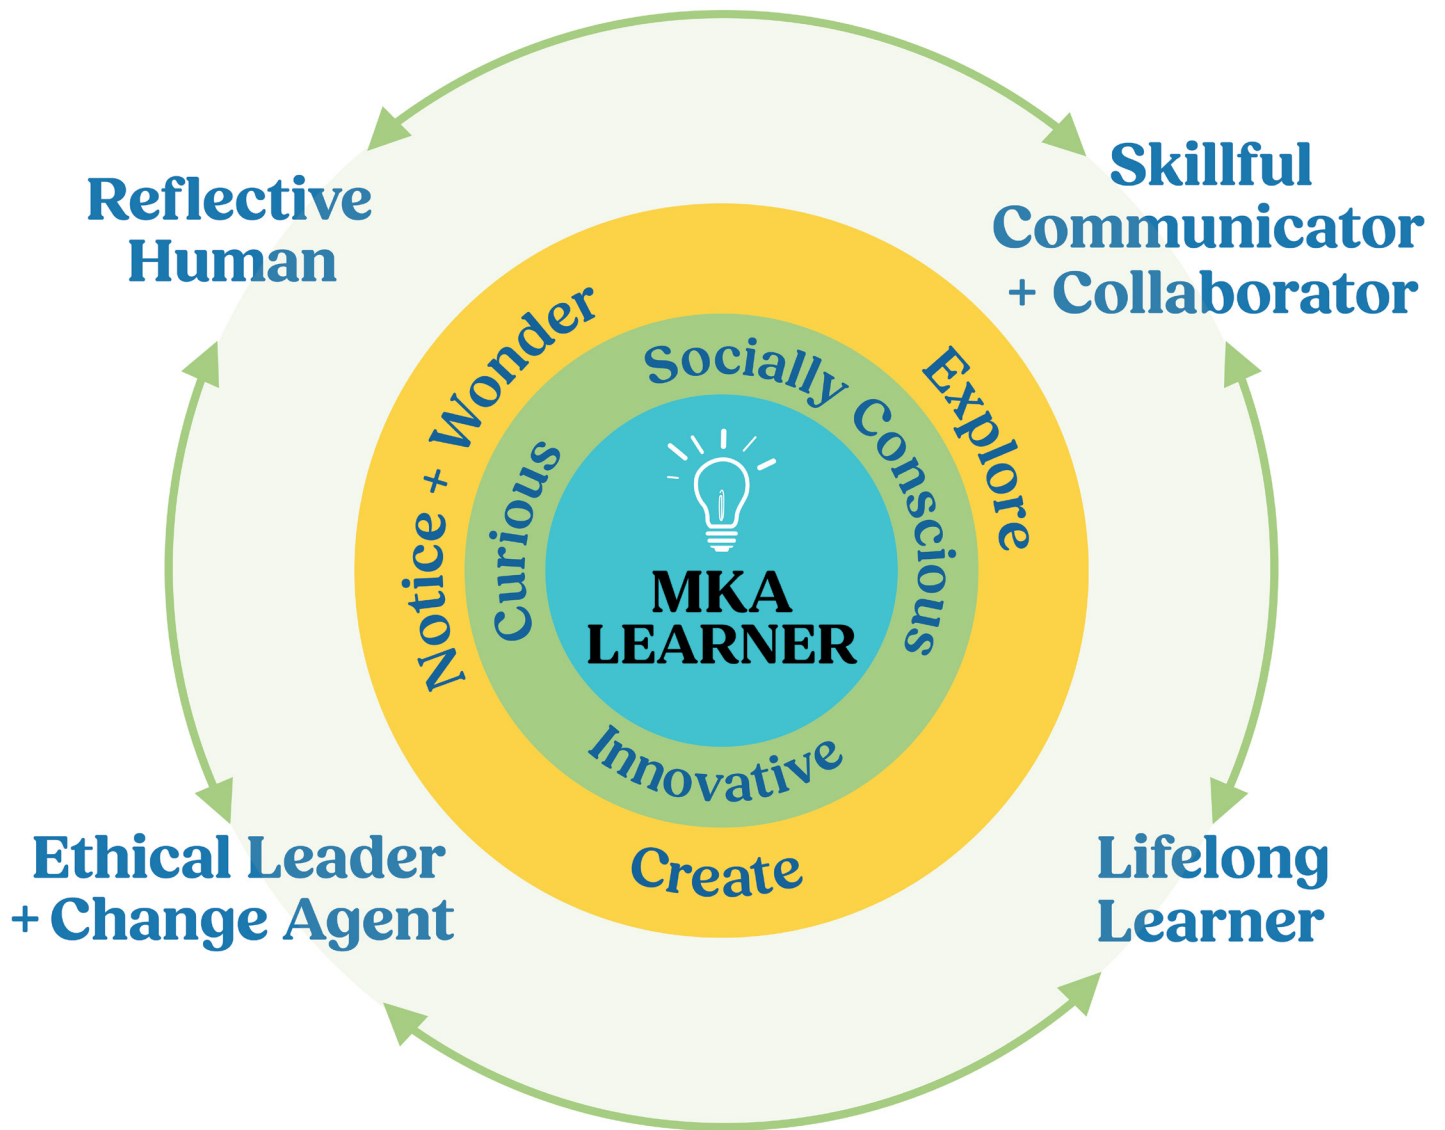 Reflective
Human
Skillful
Communicator
+ Collaborator
Notice + Wonder
Explore
Socially Conscious
Curious
MKA
LEARNER
Innovative
Create
Ethical Leader
+ Change Agent
Lifelong
Learner